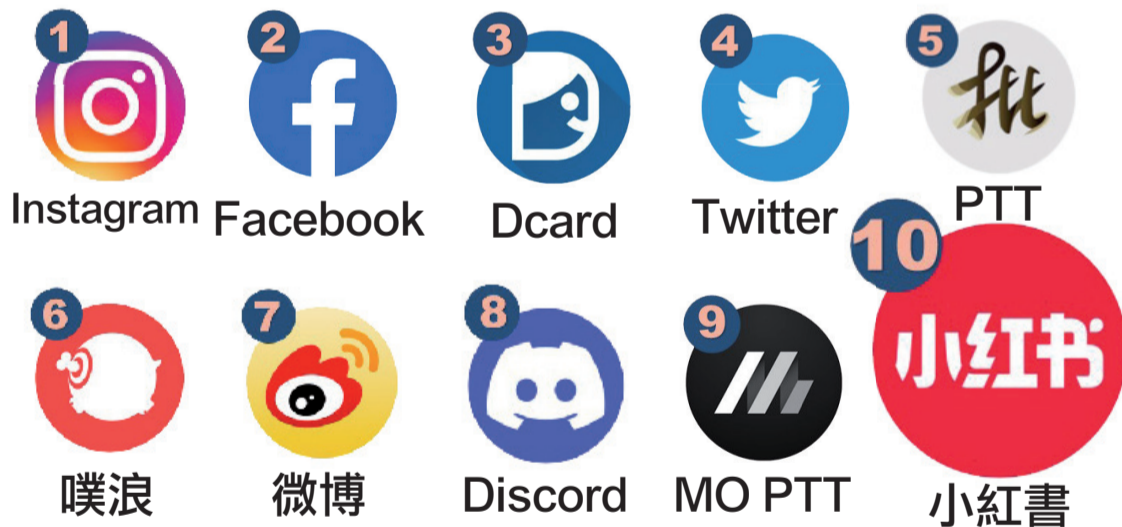 1
Instagram
2
Facebook
3
Dcard
4
Twitter
5
ptt
PTT
6
噗浪
7
微博
8
Discord
9
MO PTT
10
小红书
小紅書